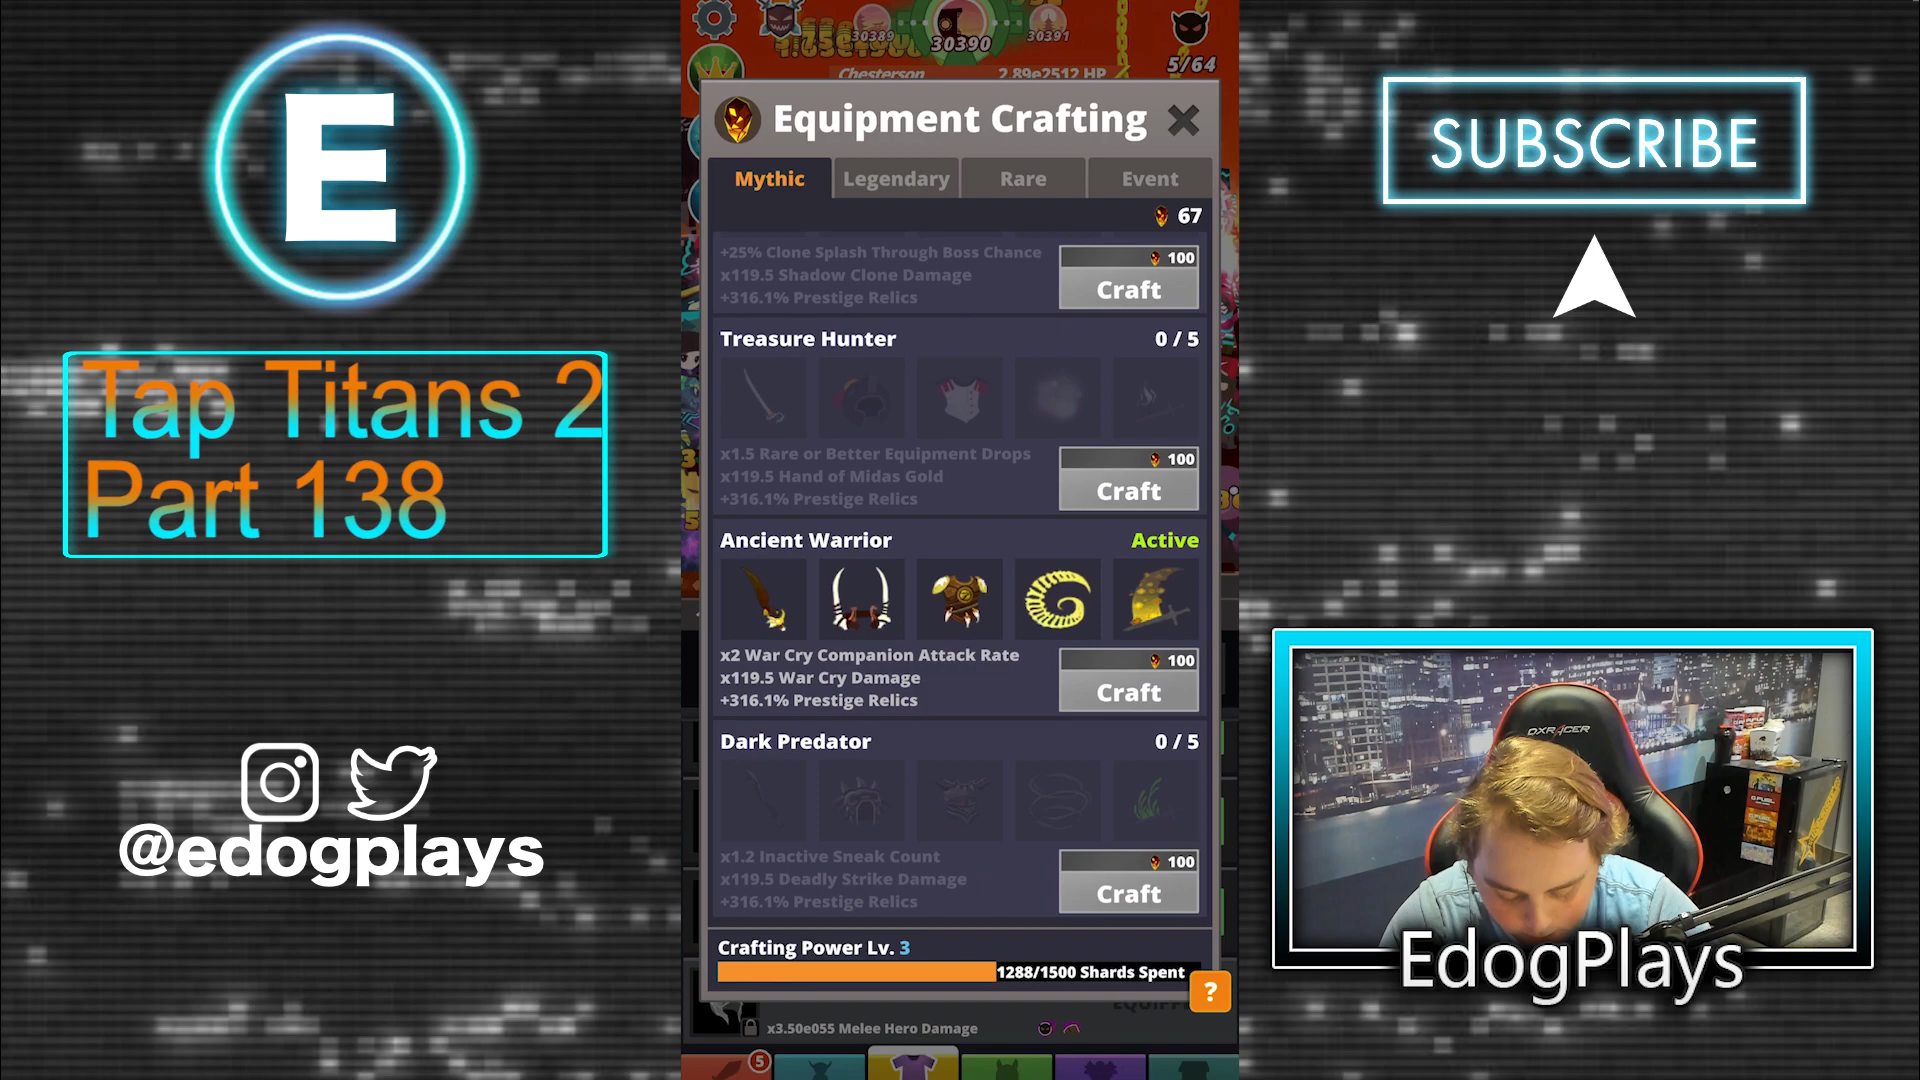 E
Tap Titans 2
Part 138
@edogplays
30389
30390
30391
5/64
Chesterson
2.89e2512 HP
Equipment Crafting
Mythic
Legendary
Rare
Event
67
+25% Clone Splash Through Boss Chance
x119.5 Shadow Clone Damage
+316.1% Prestige Relics
100
Craft
Treasure Hunter
0 / 5
x1.5 Rare or Better Equipment Drops
x119.5 Hand of Midas Gold
+316.1% Prestige Relics
100
Craft
Ancient Warrior
Active
x2 War Cry Companion Attack Rate
x119.5 War Cry Damage
+316.1% Prestige Relics
100
Craft
Dark Predator
0 / 5
x1.2 Inactive Sneak Count
x119.5 Deadly Strike Damage
+316.1% Prestige Relics
100
Craft
Crafting Power Lv. 3
1288/1500 Shards Spent
?
x3.50e055 Melee Hero Damage
5
SUBSCRIBE
DXRACER
G FUEL
EdogPlays